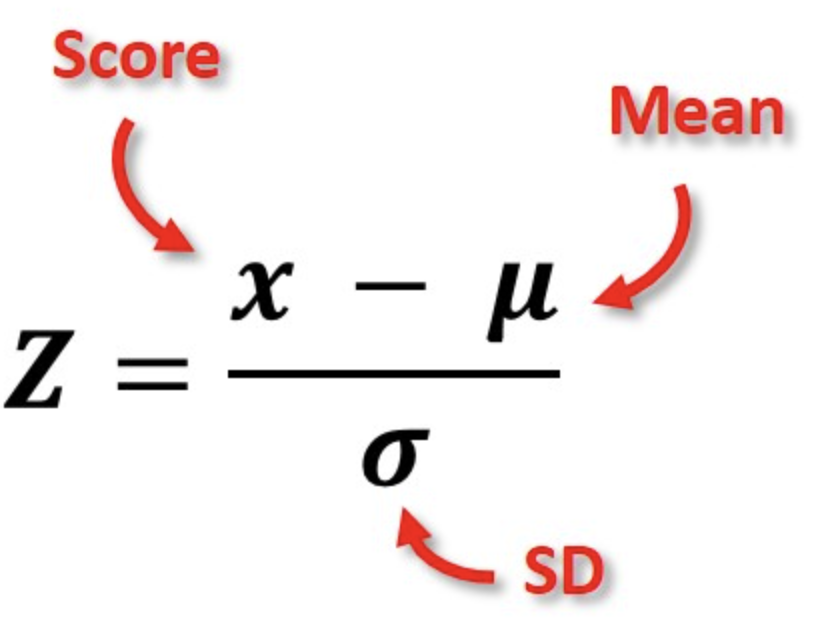 Score
Mean
Z = x − μ
σ
SD